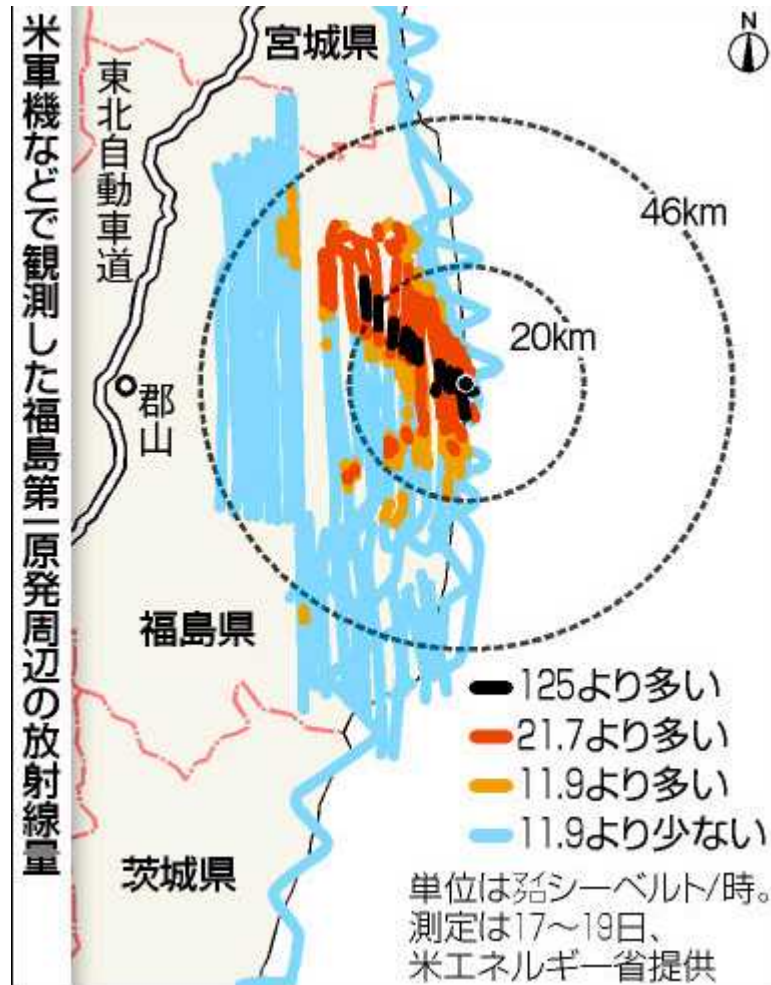 米軍機などで観測した福島第一原発周辺の放射線量
宮城県
N
東北自動車道
46km
20km
郡山
福島県
125より多い
21.7より多い
11.9より多い
11.9より少ない
茨城県
単位はマイクロシーベルト/時。
測定は17〜19日、
米エネルギー省提供